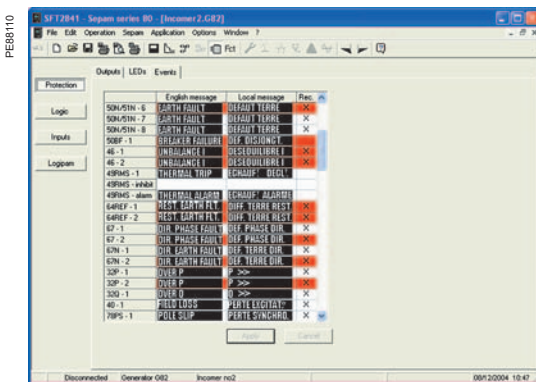 PE88110
SFT2841 - Sepam series 80 - [Incomer2.G82]
File Edit Operation Sepam Application Options Window ?
Fct
Outputs LEDs Events
Protection
Logic
Inputs
Logipam
English message Local message Rec.
50N/51N - 6 EARTH FAULT DEFAUT TERRE X
50N/51N - 7 EARTH FAULT DEFAUT TERRE X
50N/51N - 8 EARTH FAULT DEFAUT TERRE X
50BF - 1 BREAKER FAILURE DEF. DISJONCT.
46 - 1 UNBALANCE I DESEQUILIBRE I X
46 - 2 UNBALANCE I DESEQUILIBRE I X
49RMS - 1 THERMAL TRIP ECHAUFT DECL.
49RMS - inhibit
49RMS - alarm THERMAL ALARM ECHAUFT ALARME
64REF - 1 REST. EARTH FLT. DIFF. TERRE REST. X
64REF - 2 REST. EARTH FLT. DIFF. TERRE REST. X
67 - 1 DIR. PHASE FAULT DEF. PHASE DIR. X
67 - 2 DIR. PHASE FAULT DEF. PHASE DIR. X
67N - 1 DIR. EARTH FAULT DEF. TERRE DIR. X
67N - 2 DIR. EARTH FAULT DEF. TERRE DIR. X
32P - 1 OVER P P >> X
32P - 2 OVER P P >> X
32Q - 1 OVER Q Q >> X
40 - 1 FIELD LOSS PERTE EXCITAT° X
78PS - 1 POLE SLIP PERTE SYNCHRO. X
Apply Cancel
Disconnected Generator G82 Incomer no2 08/12/2004 10:47